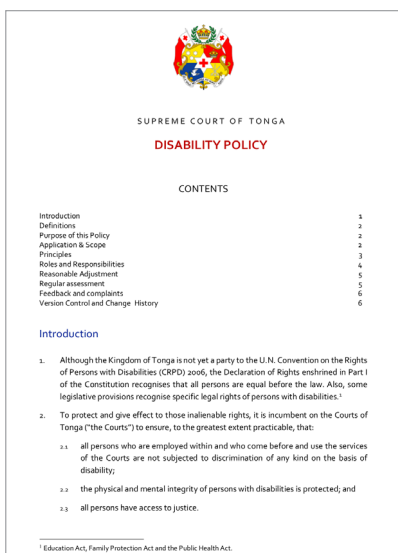 SUPREME COURT OF TONGA
DISABILITY POLICY
CONTENTS
Introduction 1
Definitions 2
Purpose of this Policy 2
Application & Scope 2
Principles 3
Roles and Responsibilities 4
Reasonable Adjustment 5
Regular assessment 5
Feedback and complaints 6
Version Control and Change History 6
Introduction
1. Although the Kingdom of Tonga is not yet a party to the U.N. Convention on the Rights
of Persons with Disabilities (CRPD) 2006, the Declaration of Rights enshrined in Part I
of the Constitution recognises that all persons are equal before the law. Also, some
legislative provisions recognise specific legal rights of persons with disabilities.¹
2. To protect and give effect to those inalienable rights, it is incumbent on the Courts of
Tonga ("the Courts") to ensure, to the greatest extent practicable, that:
2.1 all persons who are employed within and who come before and use the services
of the Courts are not subjected to discrimination of any kind on the basis of
disability;
2.2 the physical and mental integrity of persons with disabilities is protected; and
2.3 all persons have access to justice.
¹ Education Act, Family Protection Act and the Public Health Act.